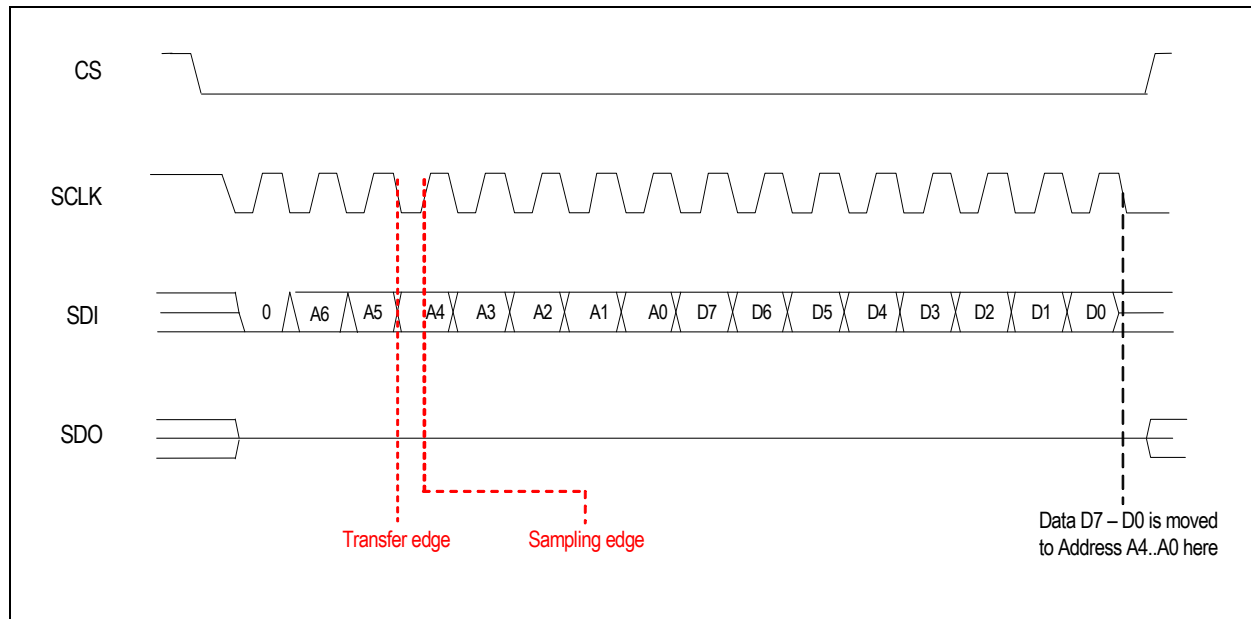 CS
SCLK
SDI
0 A6 A5 A4 A3 A2 A1 A0 D7 D6 D5 D4 D3 D2 D1 D0
SDO
Transfer edge
Sampling edge
Data D7 – D0 is moved
to Address A4..A0 here